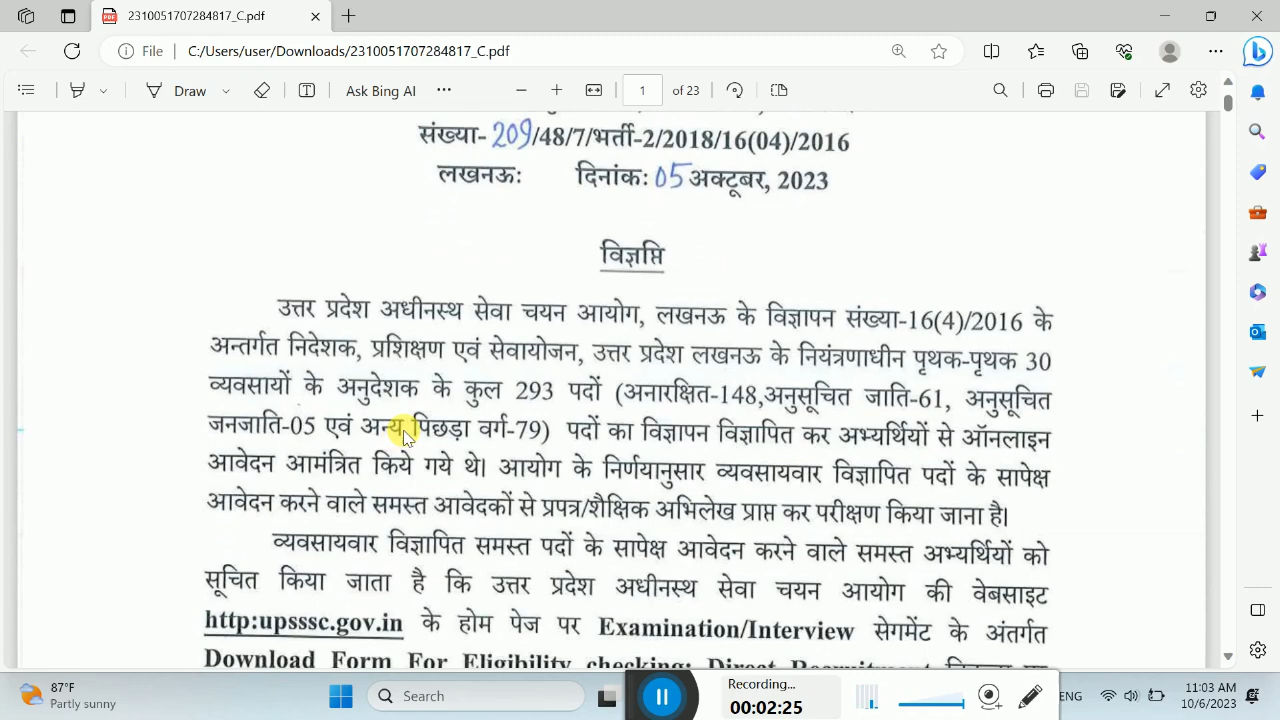 2310051707284817_C.pdf
File
C:/Users/user/Downloads/2310051707284817_C.pdf
Draw
Ask Bing AI
1 of 23
संख्या- 209/48/7/भर्ती-2/2018/16(04)/2016
लखनऊः दिनांक: 05 अक्टूबर, 2023
विज्ञप्ति
उत्तर प्रदेश अधीनस्थ सेवा चयन आयोग, लखनऊ के विज्ञापन संख्या-16(4)/2016 के
अन्तर्गत निदेशक, प्रशिक्षण एवं सेवायोजन, उत्तर प्रदेश लखनऊ के नियंत्रणाधीन पृथक-पृथक 30
व्यवसायों के अनुदेशक के कुल 293 पदों (अनारक्षित-148,अनुसूचित जाति-61, अनुसूचित
जनजाति-05 एवं अन्य पिछड़ा वर्ग-79) पदों का विज्ञापन विज्ञापित कर अभ्यर्थियों से ऑनलाइन
आवेदन आमंत्रित किये गये थे। आयोग के निर्णयानुसार व्यवसायवार विज्ञापित पदों के सापेक्ष
आवेदन करने वाले समस्त आवेदकों से प्रपत्र/शैक्षिक अभिलेख प्राप्त कर परीक्षण किया जाना है।
व्यवसायवार विज्ञापित समस्त पदों के सापेक्ष आवेदन करने वाले समस्त अभ्यर्थियों को
सूचित किया जाता है कि उत्तर प्रदेश अधीनस्थ सेवा चयन आयोग की वेबसाइट
http:upsssc.gov.in के होम पेज पर Examination/Interview सेगमेंट के अंतर्गत
Download Form For Eligibility checking: Direct Recruitment
87°F
Partly sunny
Search
Recording...
00:02:25
ENG
11:03 AM
10/6/2023